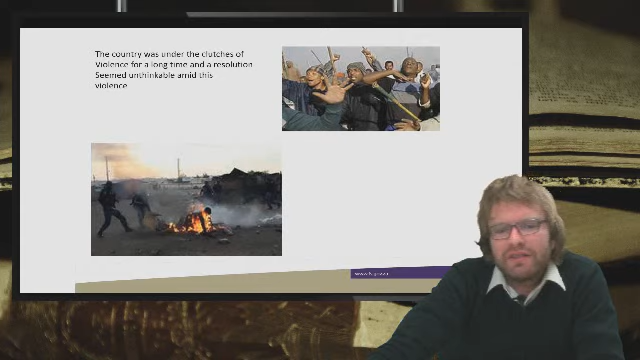 The country was under the clutches of
Violence for a long time and a resolution
Seemed unthinkable amid this
violence